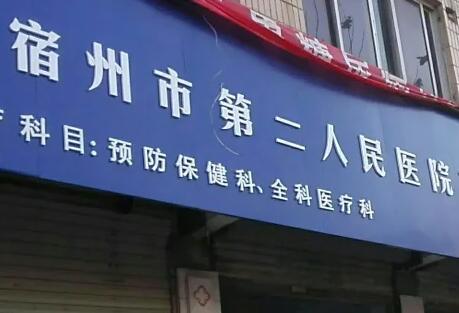 宿州市第二人民医院
科目:预防保健科、全科医疗科